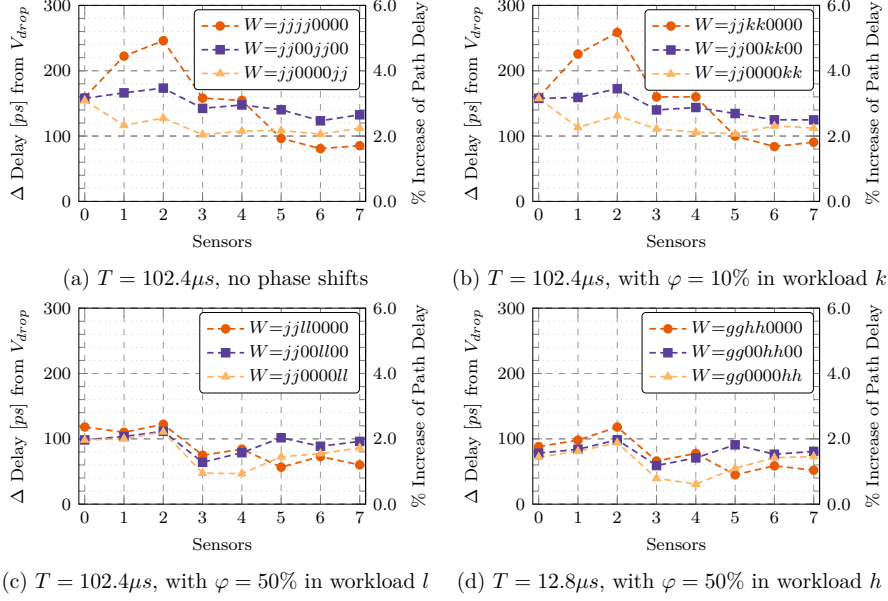 300
200
100
0
Δ Delay [ps] from V_drop
6.0
4.0
2.0
0.0
% Increase of Path Delay
W=jjjj0000
W=jj00jj00
W=jj0000jj
0 1 2 3 4 5 6 7
Sensors
(a) T = 102.4μs, no phase shifts
300
200
100
0
Δ Delay [ps] from V_drop
6.0
4.0
2.0
0.0
% Increase of Path Delay
W=jjkk0000
W=jj00kk00
W=jj0000kk
0 1 2 3 4 5 6 7
Sensors
(b) T = 102.4μs, with φ = 10% in workload k
300
200
100
0
Δ Delay [ps] from V_drop
6.0
4.0
2.0
0.0
% Increase of Path Delay
W=jjll0000
W=jj00ll00
W=jj0000ll
0 1 2 3 4 5 6 7
Sensors
(c) T = 102.4μs, with φ = 50% in workload l
300
200
100
0
Δ Delay [ps] from V_drop
6.0
4.0
2.0
0.0
% Increase of Path Delay
W=gghh0000
W=gg00hh00
W=gg0000hh
0 1 2 3 4 5 6 7
Sensors
(d) T = 12.8μs, with φ = 50% in workload h